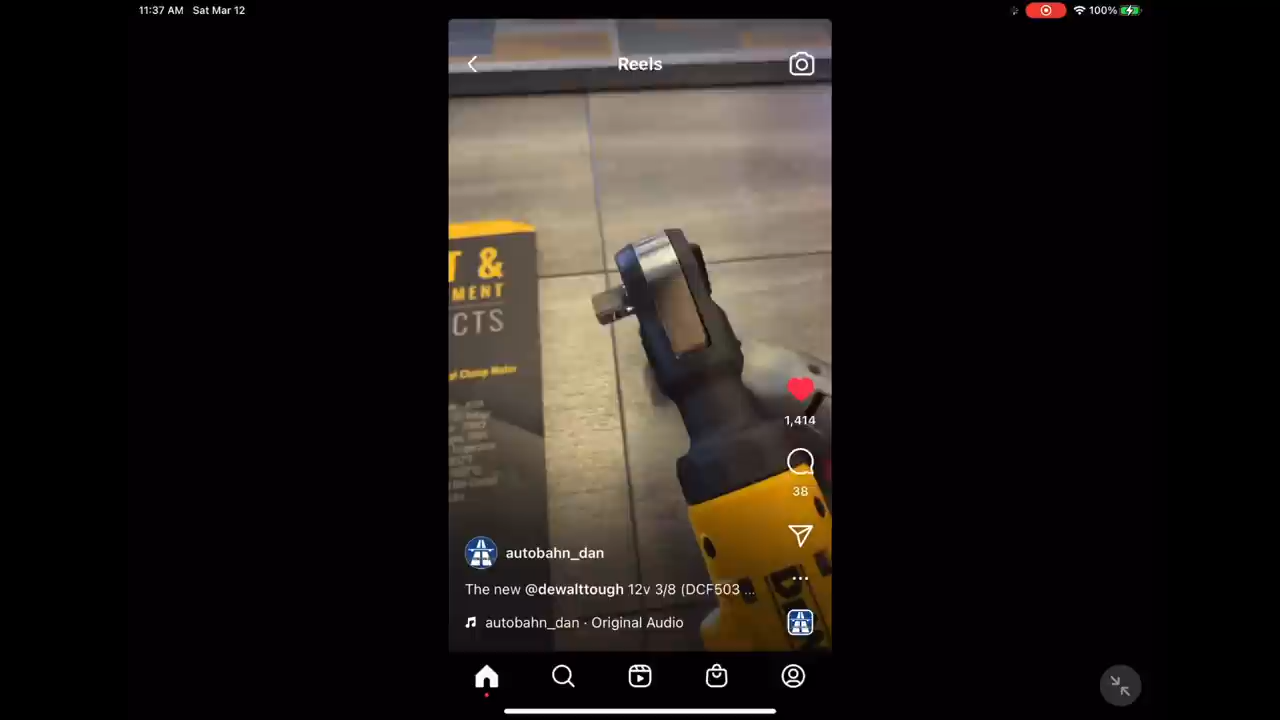 11:37 AM Sat Mar 12
100%
Reels
T &
MENT
CTS
1,414
38
autobahn_dan
The new @dewalttough 12v 3/8 (DCF503 ...
autobahn_dan · Original Audio